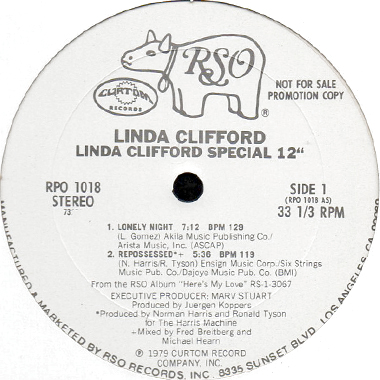 RSO
®
CURTOM
RECORDS
NOT FOR SALE
PROMOTION COPY
LINDA CLIFFORD
LINDA CLIFFORD SPECIAL 12"
RPO 1018
STEREO
73'
SIDE 1
(RPO 1018 AS)
33 1/3 RPM
1. LONELY NIGHT 7:12 BPM 129
(L. Gomez) Akila Music Publishing Co./
Arista Music, Inc. (ASCAP)
2. REPOSSESSED*+ 5:36 BPM 119
(N. Harris/R. Tyson) Ensign Music Corp./Six Strings
Music Pub. Co./Dajoye Music Pub. Co. (BMI)
From the RSO Album "Here's My Love" RS-1-3067
EXECUTIVE PRODUCER: MARV STUART
Produced by Juergen Koppers
*Produced by Norman Harris and Ronald Tyson
for The Harris Machine
+Mixed by Fred Breitberg and
Michael Hearn
℗ 1979 CURTOM RECORD
COMPANY, INC.
MANUFACTURED & MARKETED BY RSO RECORDS, INC. 8335 SUNSET BLVD. LOS ANGELES, CA. 90069